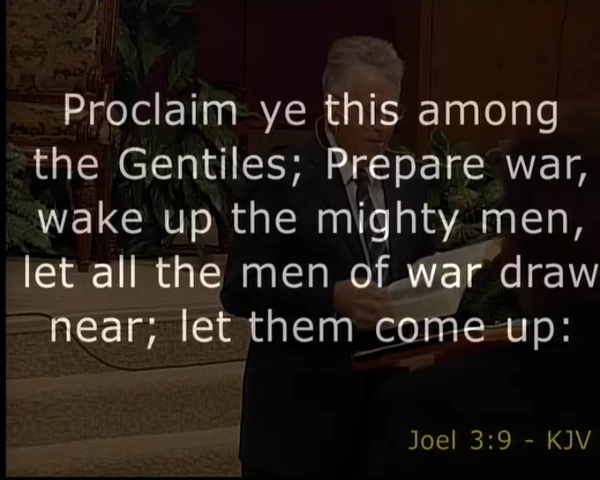 Proclaim ye this among
the Gentiles; Prepare war,
wake up the mighty men,
let all the men of war draw
near; let them come up:
Joel 3:9 - KJV